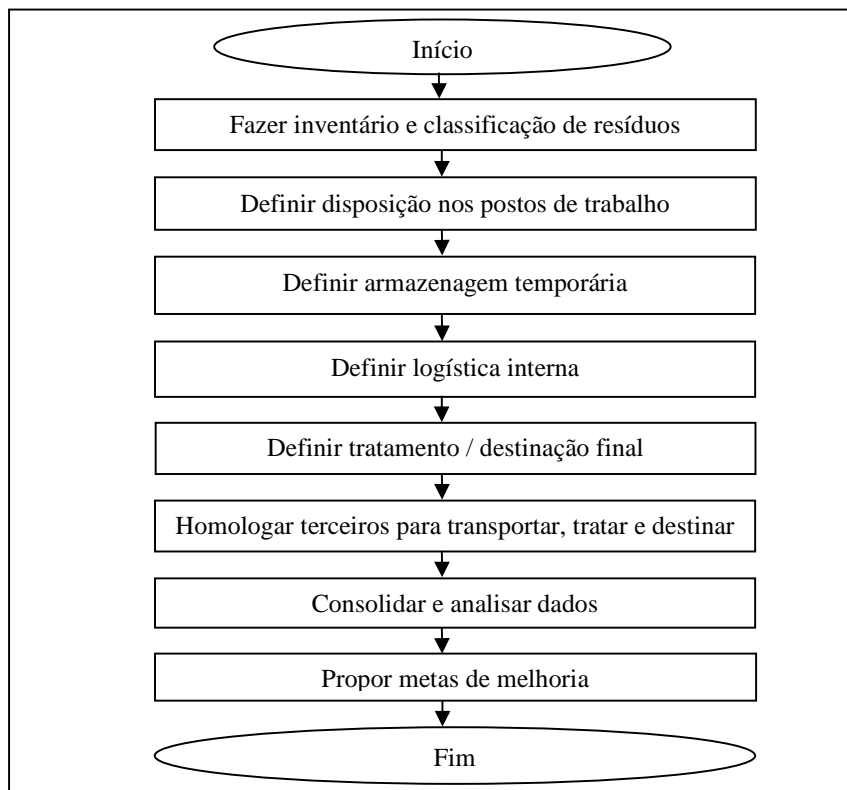 Início
Fazer inventário e classificação de resíduos
Definir disposição nos postos de trabalho
Definir armazenagem temporária
Definir logística interna
Definir tratamento / destinação final
Homologar terceiros para transportar, tratar e destinar
Consolidar e analisar dados
Propor metas de melhoria
Fim